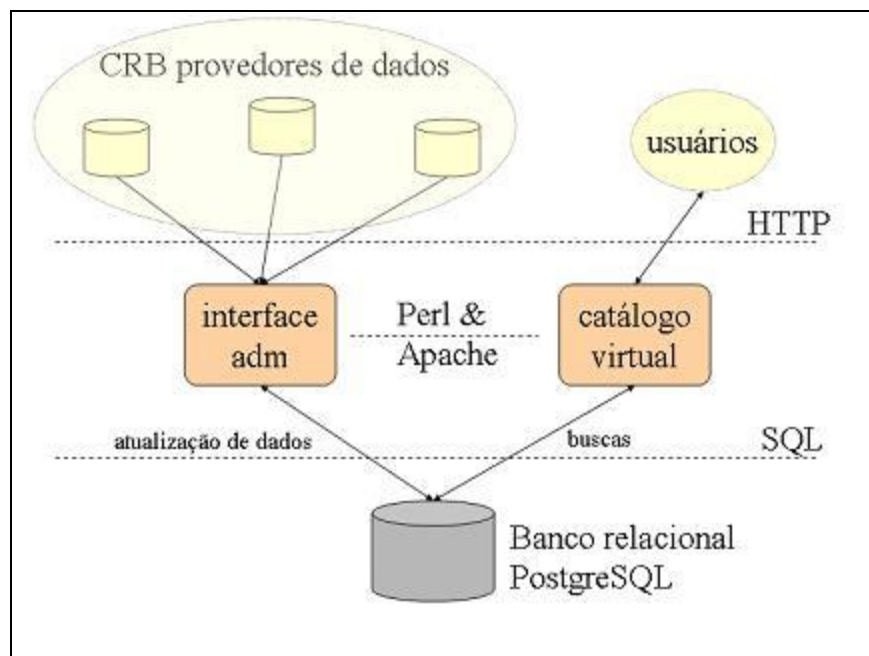 CRB provedores de dados
usuários
HTTP
interface
adm
Perl &
Apache
catálogo
virtual
atualização de dados
buscas
SQL
Banco relacional
PostgreSQL